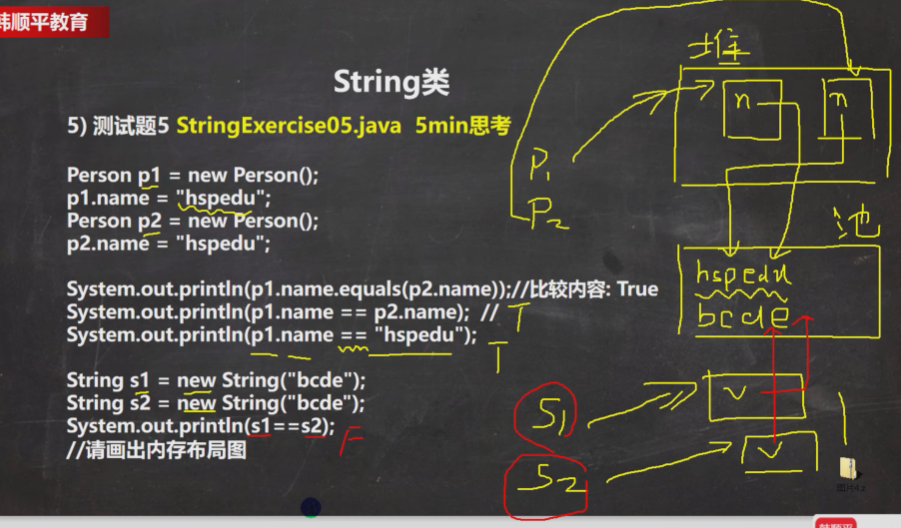 韩顺平教育
String类
5) 测试题5 StringExercise05.java 5min思考
Person p1 = new Person();
p1.name = "hspedu";
Person p2 = new Person();
p2.name = "hspedu";
System.out.println(p1.name.equals(p2.name));//比较内容: True
System.out.println(p1.name == p2.name); // T
System.out.println(p1.name == "hspedu"); T
String s1 = new String("bcde");
String s2 = new String("bcde");
System.out.println(s1==s2); F
//请画出内存布局图
堆
n n
P1
P2
池
hspedu
bcde
S1 v
S2 v
韩顺平